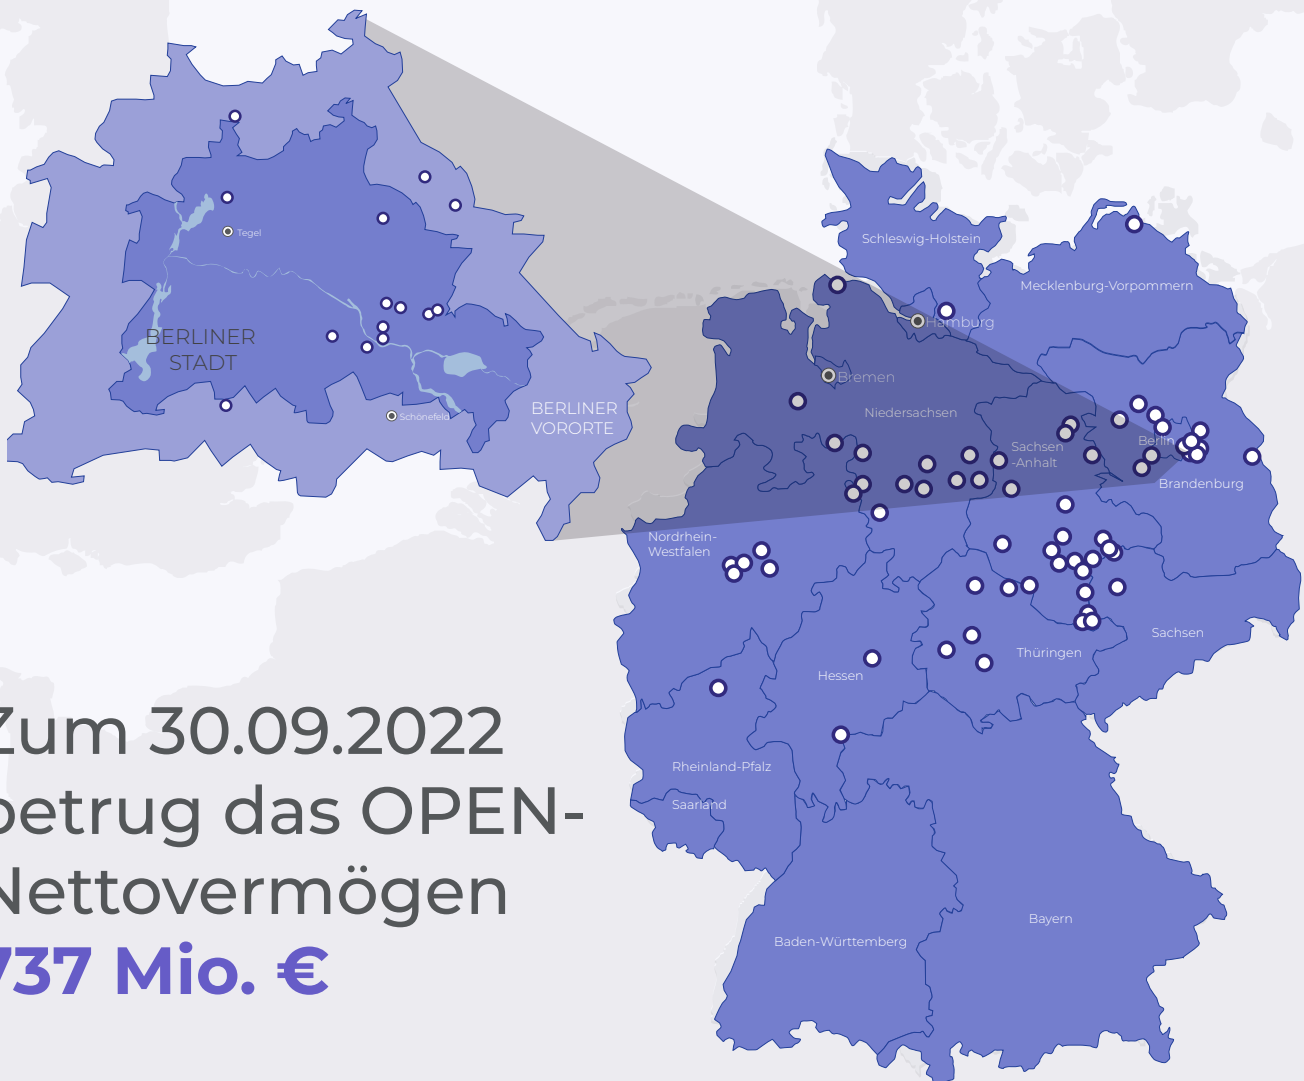 Tegel
BERLINER
STADT
Schönefeld
BERLINER
VORORTE
Schleswig-Holstein
Mecklenburg-Vorpommern
Hamburg
Bremen
Niedersachsen
Berlin
Sachsen
-Anhalt
Brandenburg
Nordrhein-
Westfalen
Sachsen
Thüringen
Hessen
Rheinland-Pfalz
Saarland
Bayern
Baden-Württemberg
Zum 30.09.2022
betrug das OPEN-
Nettovermögen
737 Mio. €